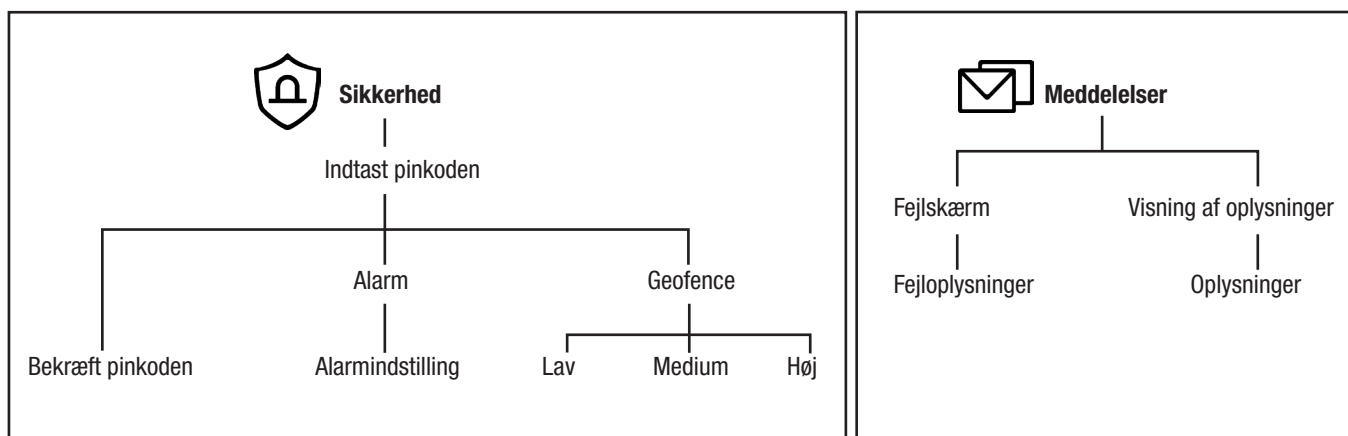 Sikkerhed
Indtast pinkoden
Alarm
Geofence
Bekræft pinkoden
Alarmindstilling
Lav
Medium
Høj
Meddelelser
Fejlskærm
Visning af oplysninger
Fejloplysninger
Oplysninger